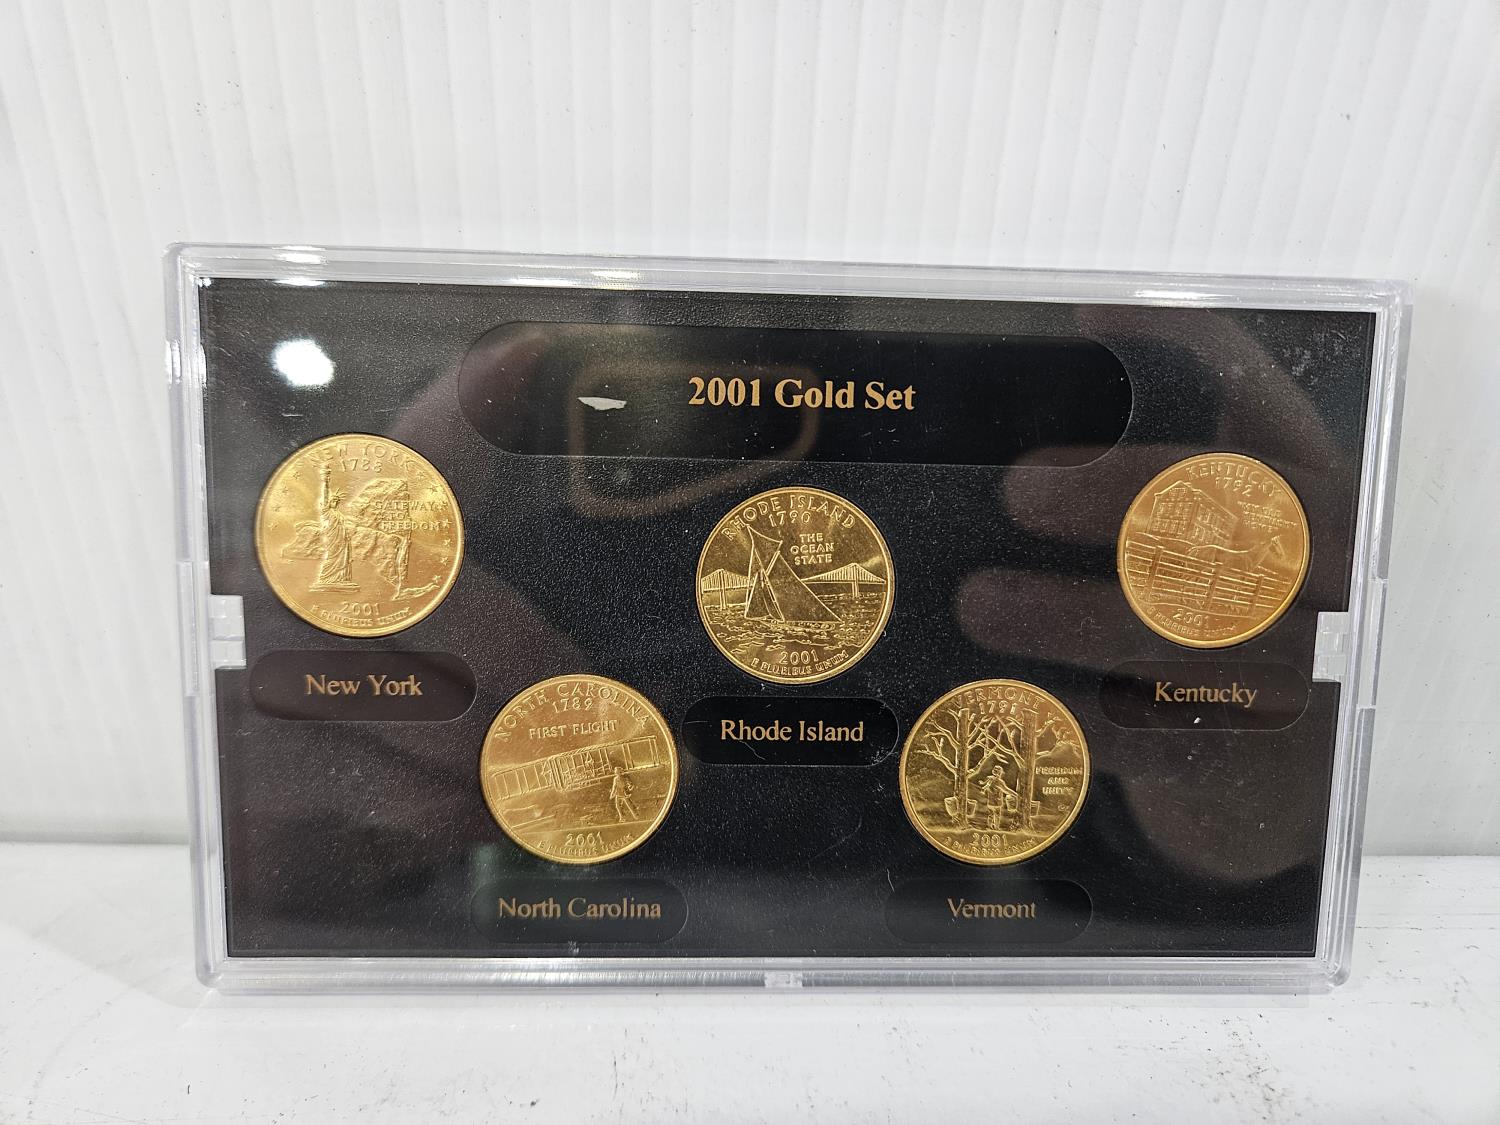 2001 Gold Set
NEW YORK
1788
GATEWAY
TO
FREEDOM
2001
E PLURIBUS UNUM
New York
NORTH CAROLINA
1789
FIRST FLIGHT
2001
E PLURIBUS UNUM
North Carolina
RHODE ISLAND
1790
THE
OCEAN
STATE
2001
E PLURIBUS UNUM
Rhode Island
VERMONT
1791
FREEDOM
AND
UNITY
2001
E PLURIBUS UNUM
Vermont
KENTUCKY
1792
2001
E PLURIBUS UNUM
Kentucky